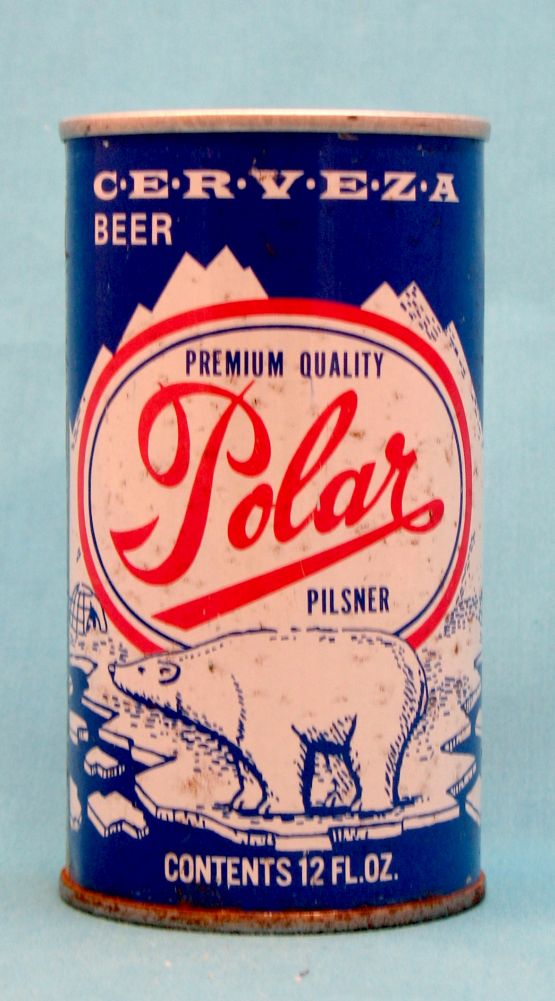 C·E·R·V·E·Z·A
BEER
PREMIUM QUALITY
Polar
PILSNER
CONTENTS 12 FL.OZ.